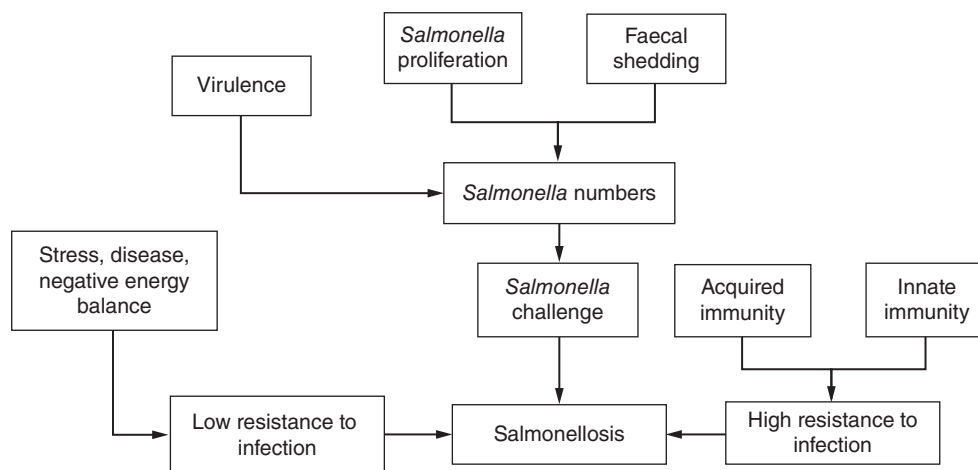 Salmonella
proliferation
Faecal
shedding
Virulence
Salmonella numbers
Stress, disease,
negative energy
balance
Salmonella
challenge
Acquired
immunity
Innate
immunity
Low resistance to
infection
Salmonellosis
High resistance to
infection